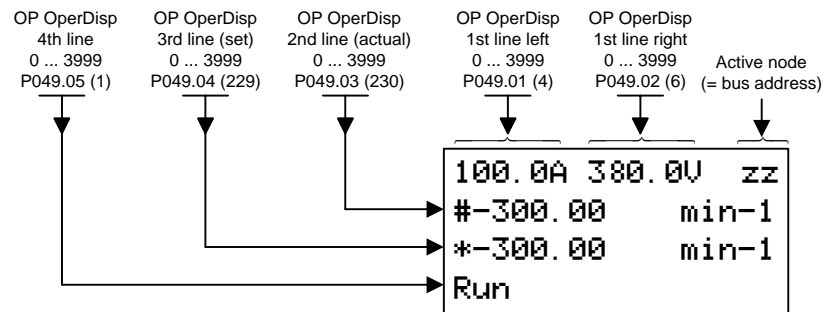 OP OperDisp
4th line
0 ... 3999
P049.05 (1)
OP OperDisp
3rd line (set)
0 ... 3999
P049.04 (229)
OP OperDisp
2nd line (actual)
0 ... 3999
P049.03 (230)
OP OperDisp
1st line left
0 ... 3999
P049.01 (4)
OP OperDisp
1st line right
0 ... 3999
P049.02 (6)
Active node
(= bus address)
100.0A 380.0V zz
#-300.00 min-1
*-300.00 min-1
Run